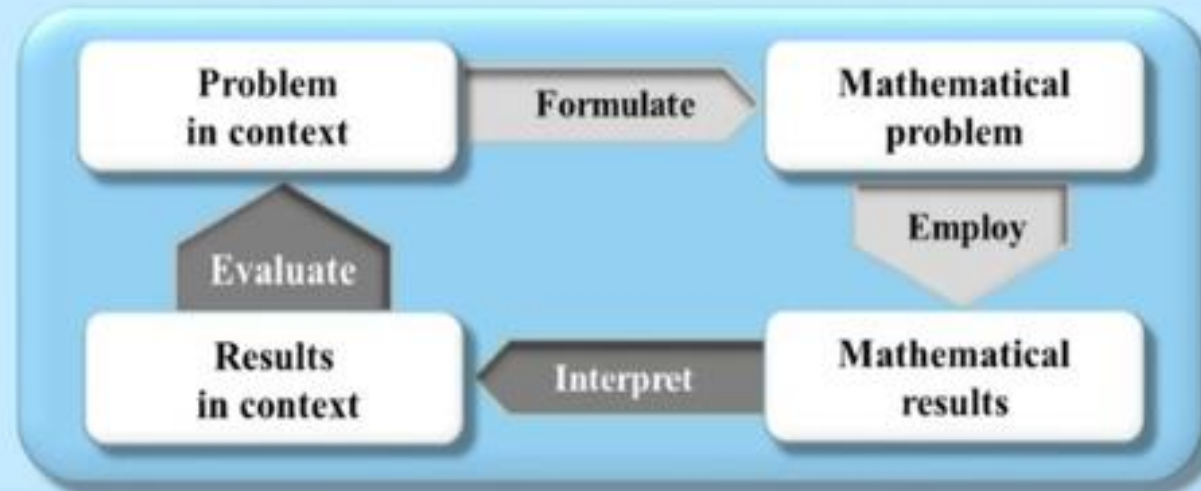 Problem
in context
Formulate
Mathematical
problem
Employ
Evaluate
Results
in context
Interpret
Mathematical
results